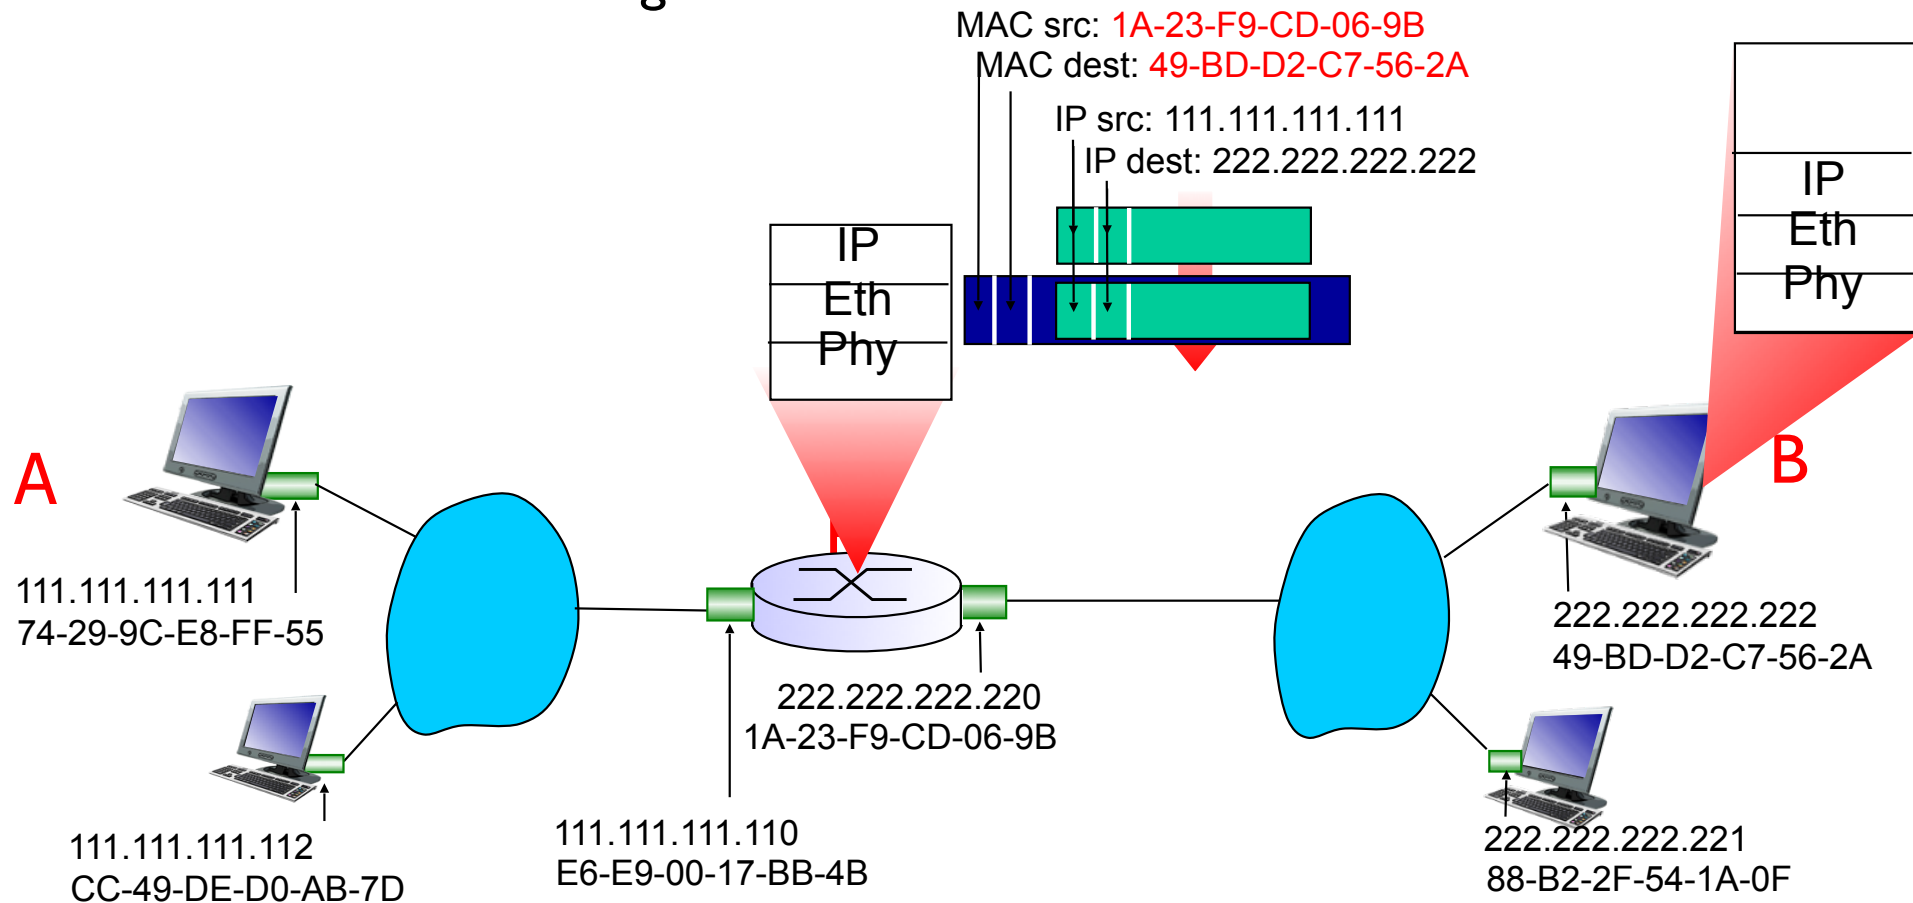 MAC src: 1A-23-F9-CD-06-9B
MAC dest: 49-BD-D2-C7-56-2A
IP src: 111.111.111.111
IP dest: 222.222.222.222
IP
Eth
Phy
IP
Eth
Phy
A
B
111.111.111.111
74-29-9C-E8-FF-55
222.222.222.222
49-BD-D2-C7-56-2A
222.222.222.220
1A-23-F9-CD-06-9B
111.111.111.112
CC-49-DE-D0-AB-7D
111.111.111.110
E6-E9-00-17-BB-4B
222.222.222.221
88-B2-2F-54-1A-0F